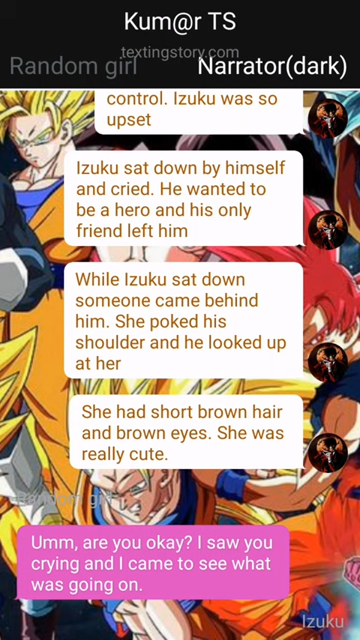 Kum@r TS
textingstory.com
Random girl
Narrator(dark)
control. Izuku was so
upset
Izuku sat down by himself
and cried. He wanted to
be a hero and his only
friend left him
While Izuku sat down
someone came behind
him. She poked his
shoulder and he looked up
at her
She had short brown hair
and brown eyes. She was
really cute.
Random girl
Umm, are you okay? I saw you
crying and I came to see what
was going on.
Izuku